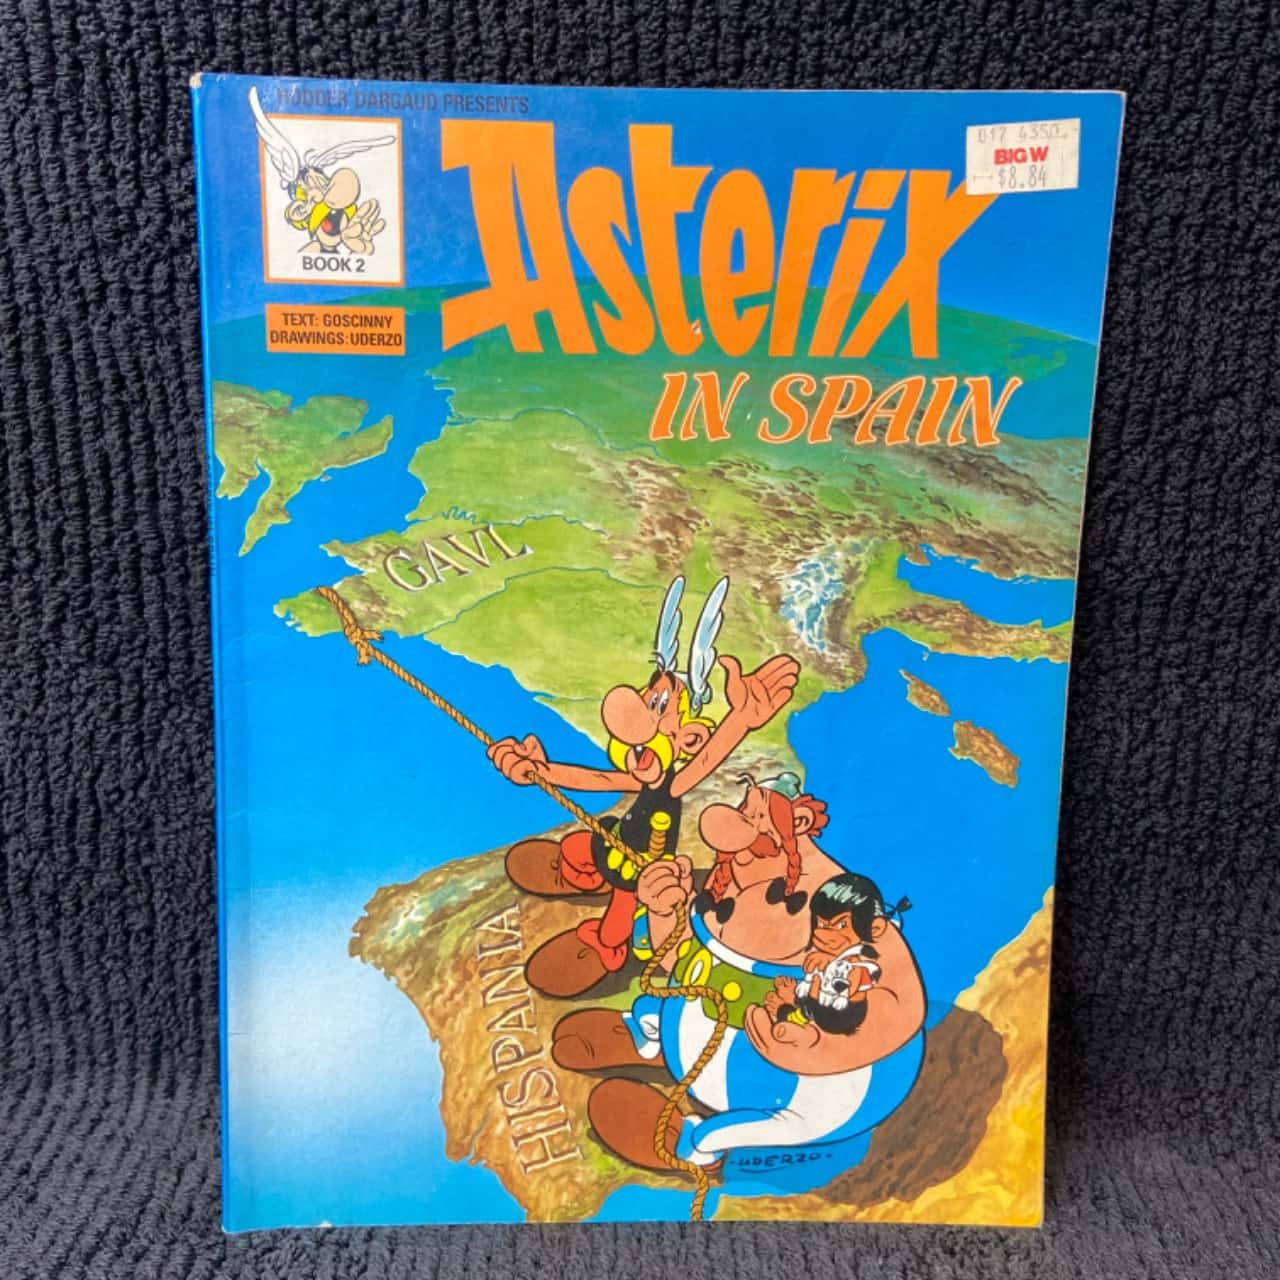 HODDER DARGAUD PRESENTS
Asterix
IN SPAIN
BOOK 2
TEXT: GOSCINNY
DRAWINGS: UDERZO
BIG W
$8.84
GAVL
HISPANIA
·UDERZO·